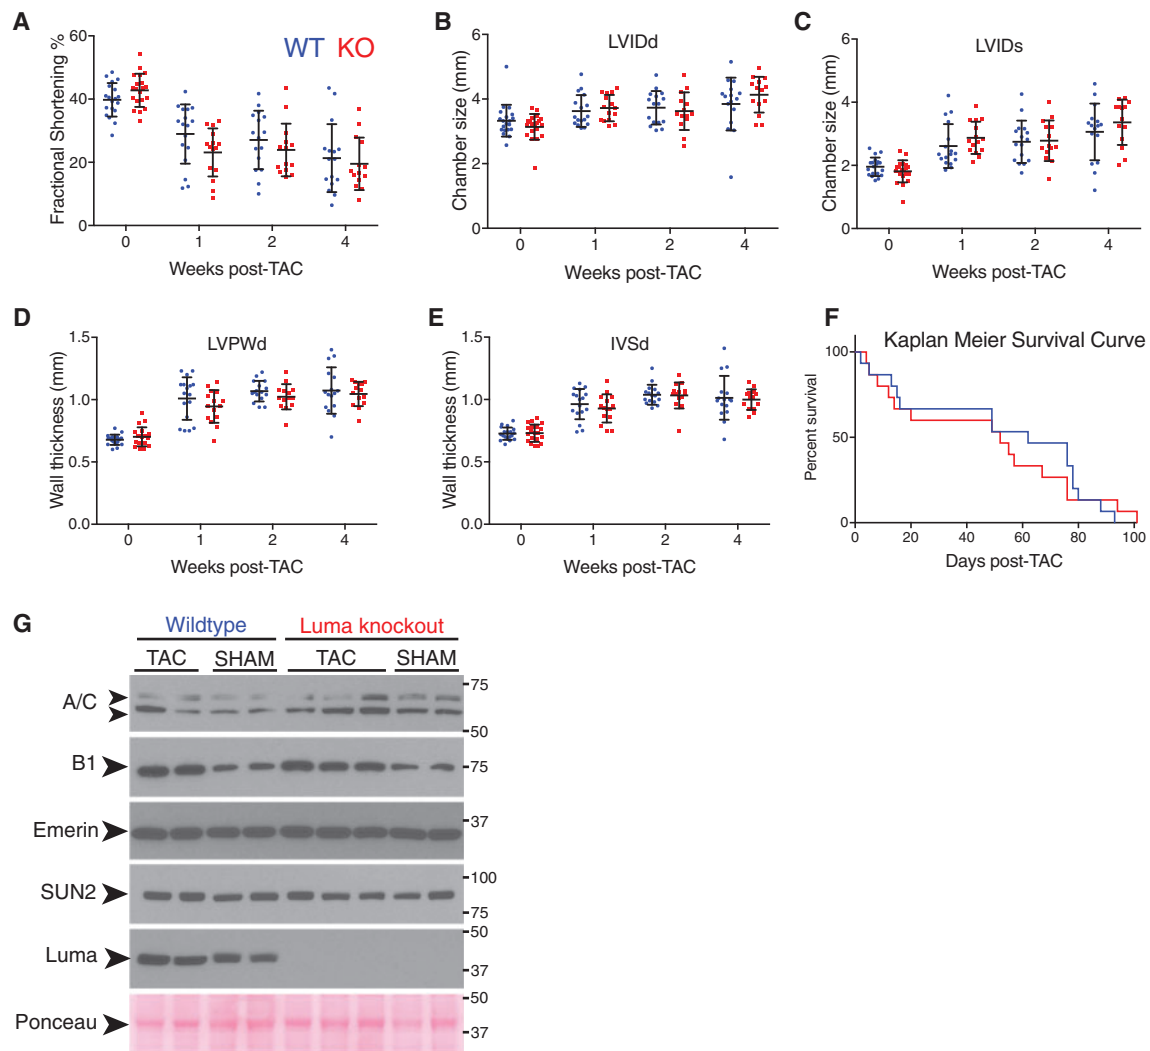 A
Fractional Shortening %
60
40
20
0
WT KO
0 1 2 4
Weeks post-TAC
B
LVIDd
Chamber size (mm)
6
4
2
0
0 1 2 4
Weeks post-TAC
C
LVIDs
Chamber size (mm)
6
4
2
0
0 1 2 4
Weeks post-TAC
D
LVPWd
Wall thickness (mm)
1.5
1.0
0.5
0.0
0 1 2 4
Weeks post-TAC
E
IVSd
Wall thickness (mm)
1.5
1.0
0.5
0.0
0 1 2 4
Weeks post-TAC
F
Kaplan Meier Survival Curve
Percent survival
100
50
0
0 20 40 60 80 100
Days post-TAC
G
Wildtype Luma knockout
TAC SHAM TAC SHAM
A/C
75
50
B1
75
Emerin
37
SUN2
100
75
Luma
50
37
Ponceau
50
37